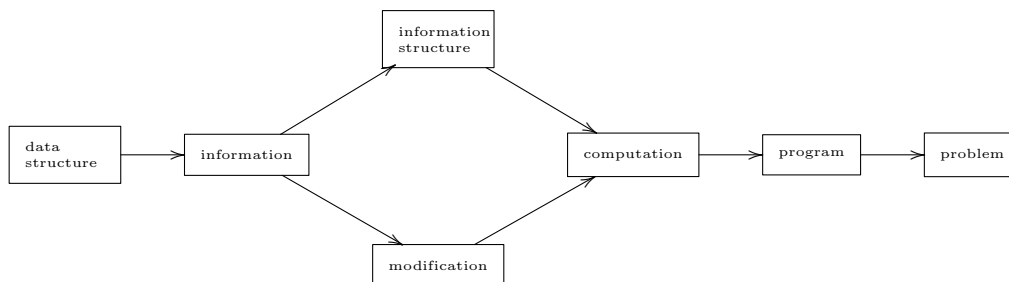 information
structure
data
structure
information
computation
program
problem
modification